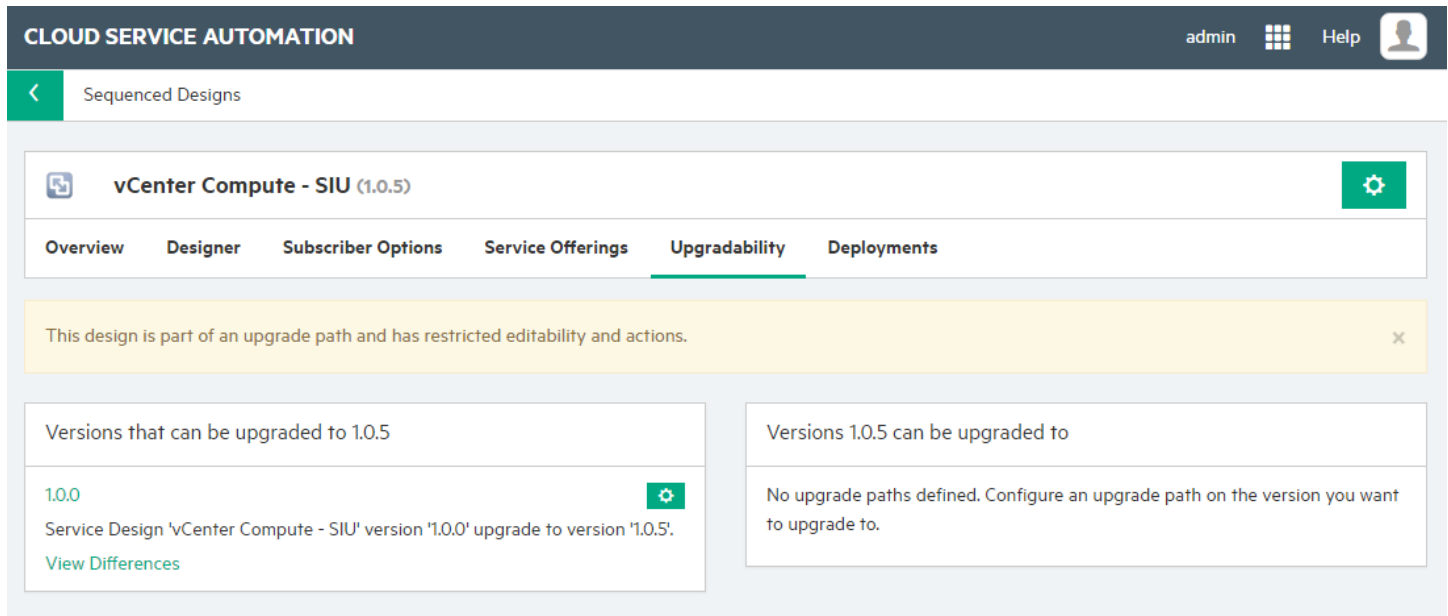 CLOUD SERVICE AUTOMATION
admin
Help
Sequenced Designs
vCenter Compute - SIU (1.0.5)
Overview
Designer
Subscriber Options
Service Offerings
Upgradability
Deployments
This design is part of an upgrade path and has restricted editability and actions.
Versions that can be upgraded to 1.0.5
1.0.0
Service Design 'vCenter Compute - SIU' version '1.0.0' upgrade to version '1.0.5'.
View Differences
Versions 1.0.5 can be upgraded to
No upgrade paths defined. Configure an upgrade path on the version you want
to upgrade to.